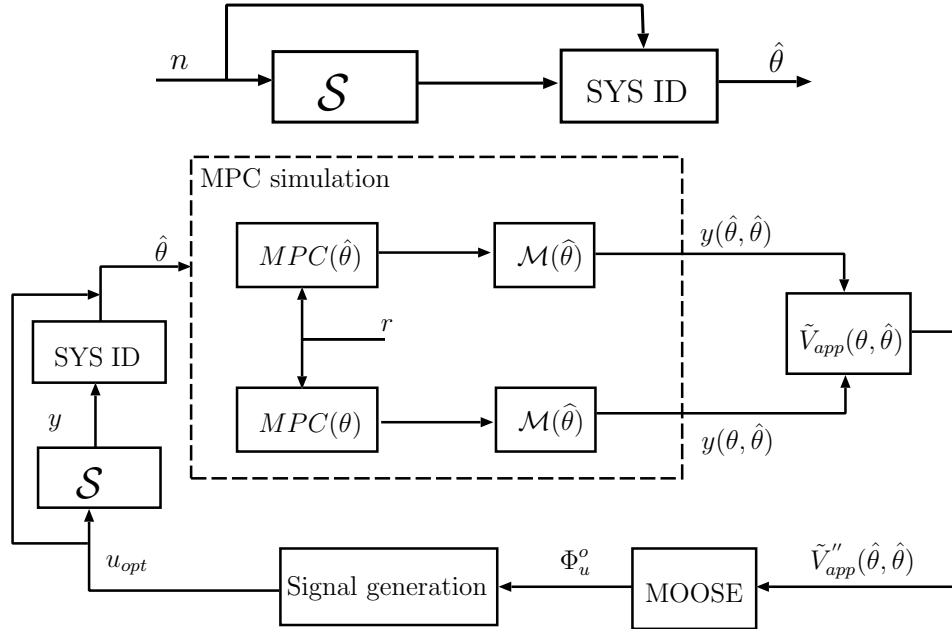 n
𝒮
SYS ID
θ̂
MPC simulation
θ̂
MPC(θ̂)
ℳ(θ̂)
y(θ̂, θ̂)
r
SYS ID
Ṽ_app(θ, θ̂)
y
MPC(θ)
ℳ(θ̂)
y(θ, θ̂)
𝒮
u_opt
Signal generation
Φ_u^o
MOOSE
Ṽ''_app(θ̂, θ̂)